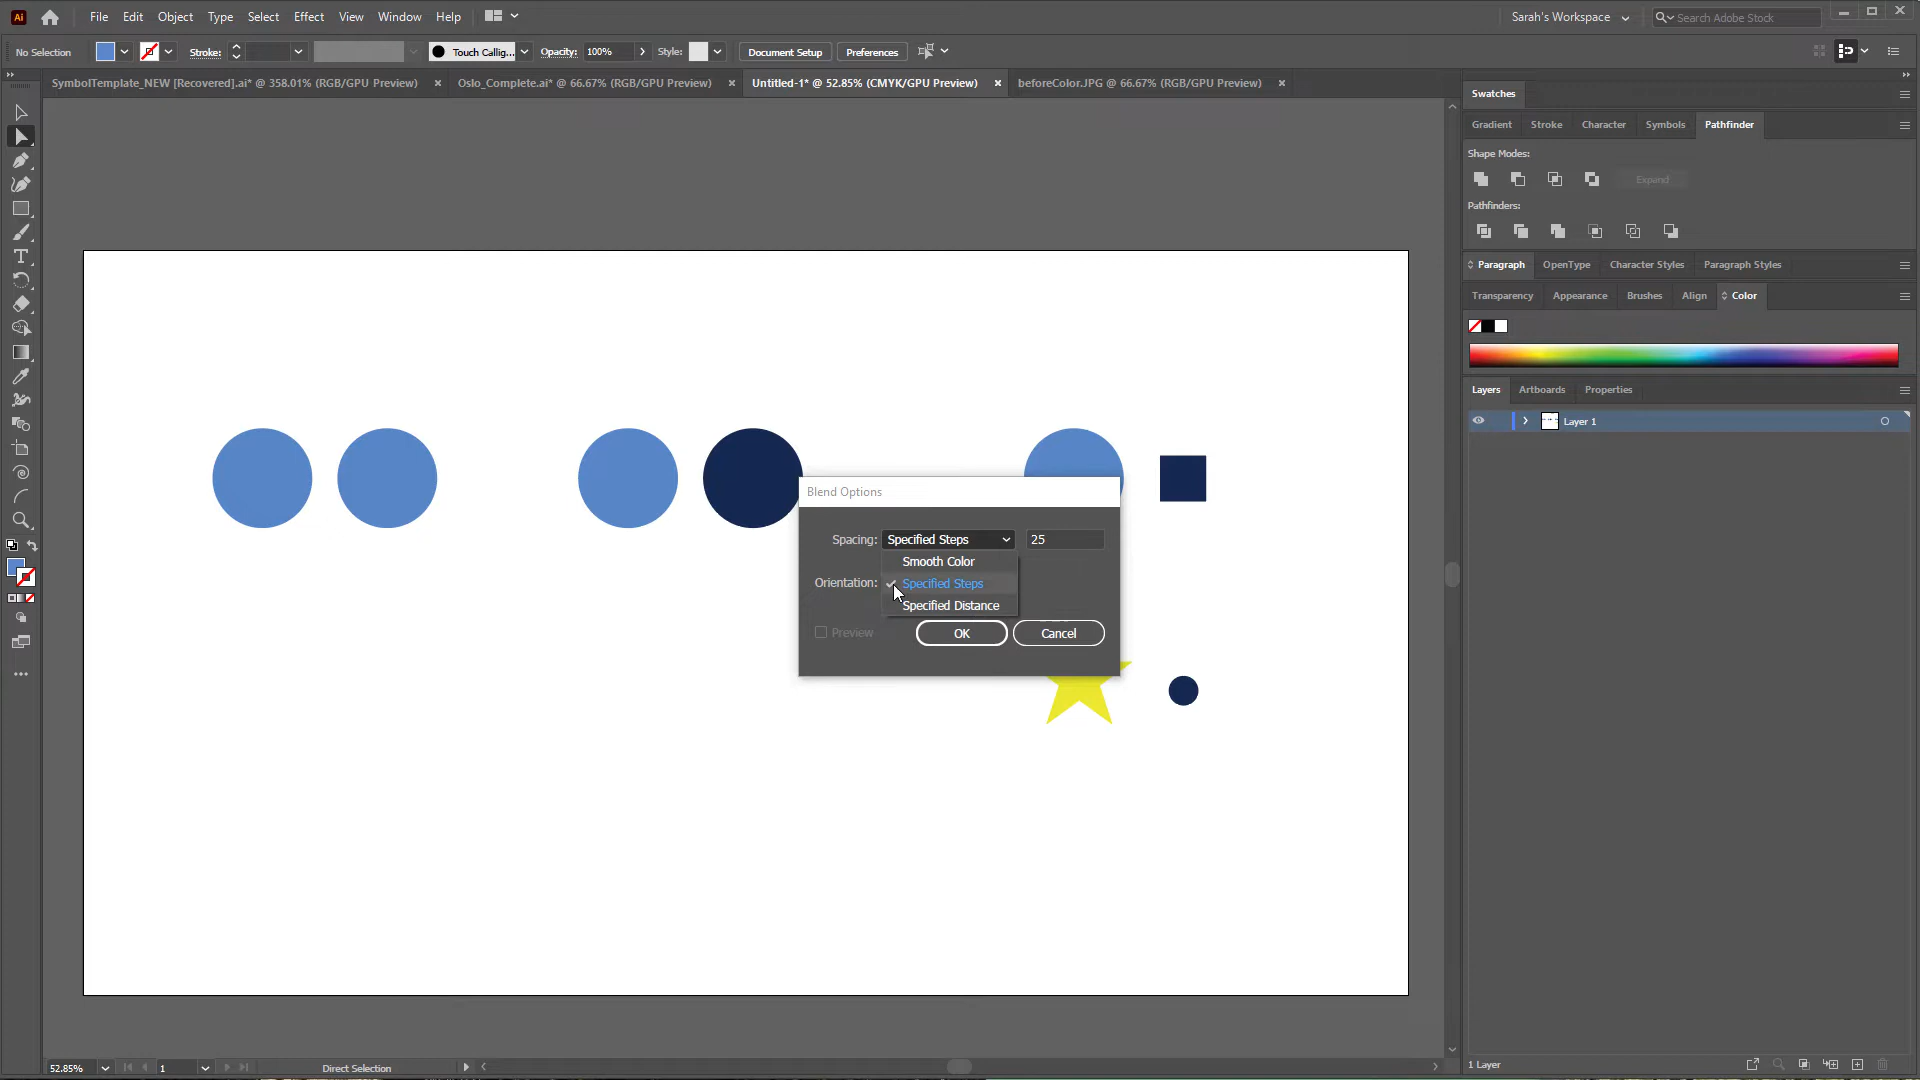 Ai File Edit Object Type Select Effect View Window Help Sarah's Workspace Search Adobe Stock
No Selection Stroke: Touch Callig... Opacity: 100% Style: Document Setup Preferences
SymbolTemplate_NEW [Recovered].ai* @ 358.01% (RGB/GPU Preview) Oslo_Complete.ai* @ 66.67% (RGB/GPU Preview) Untitled-1* @ 52.85% (CMYK/GPU Preview) beforeColor.JPG @ 66.67% (RGB/GPU Preview)
Swatches
Gradient Stroke Character Symbols Pathfinder
Shape Modes:
Expand
Pathfinders:
Paragraph OpenType Character Styles Paragraph Styles
Transparency Appearance Brushes Align Color
Layers Artboards Properties
Layer 1
Blend Options
Spacing: Specified Steps 25
Smooth Color
Orientation: Specified Steps
Specified Distance
Preview OK Cancel
52.85% 1 Direct Selection
1 Layer